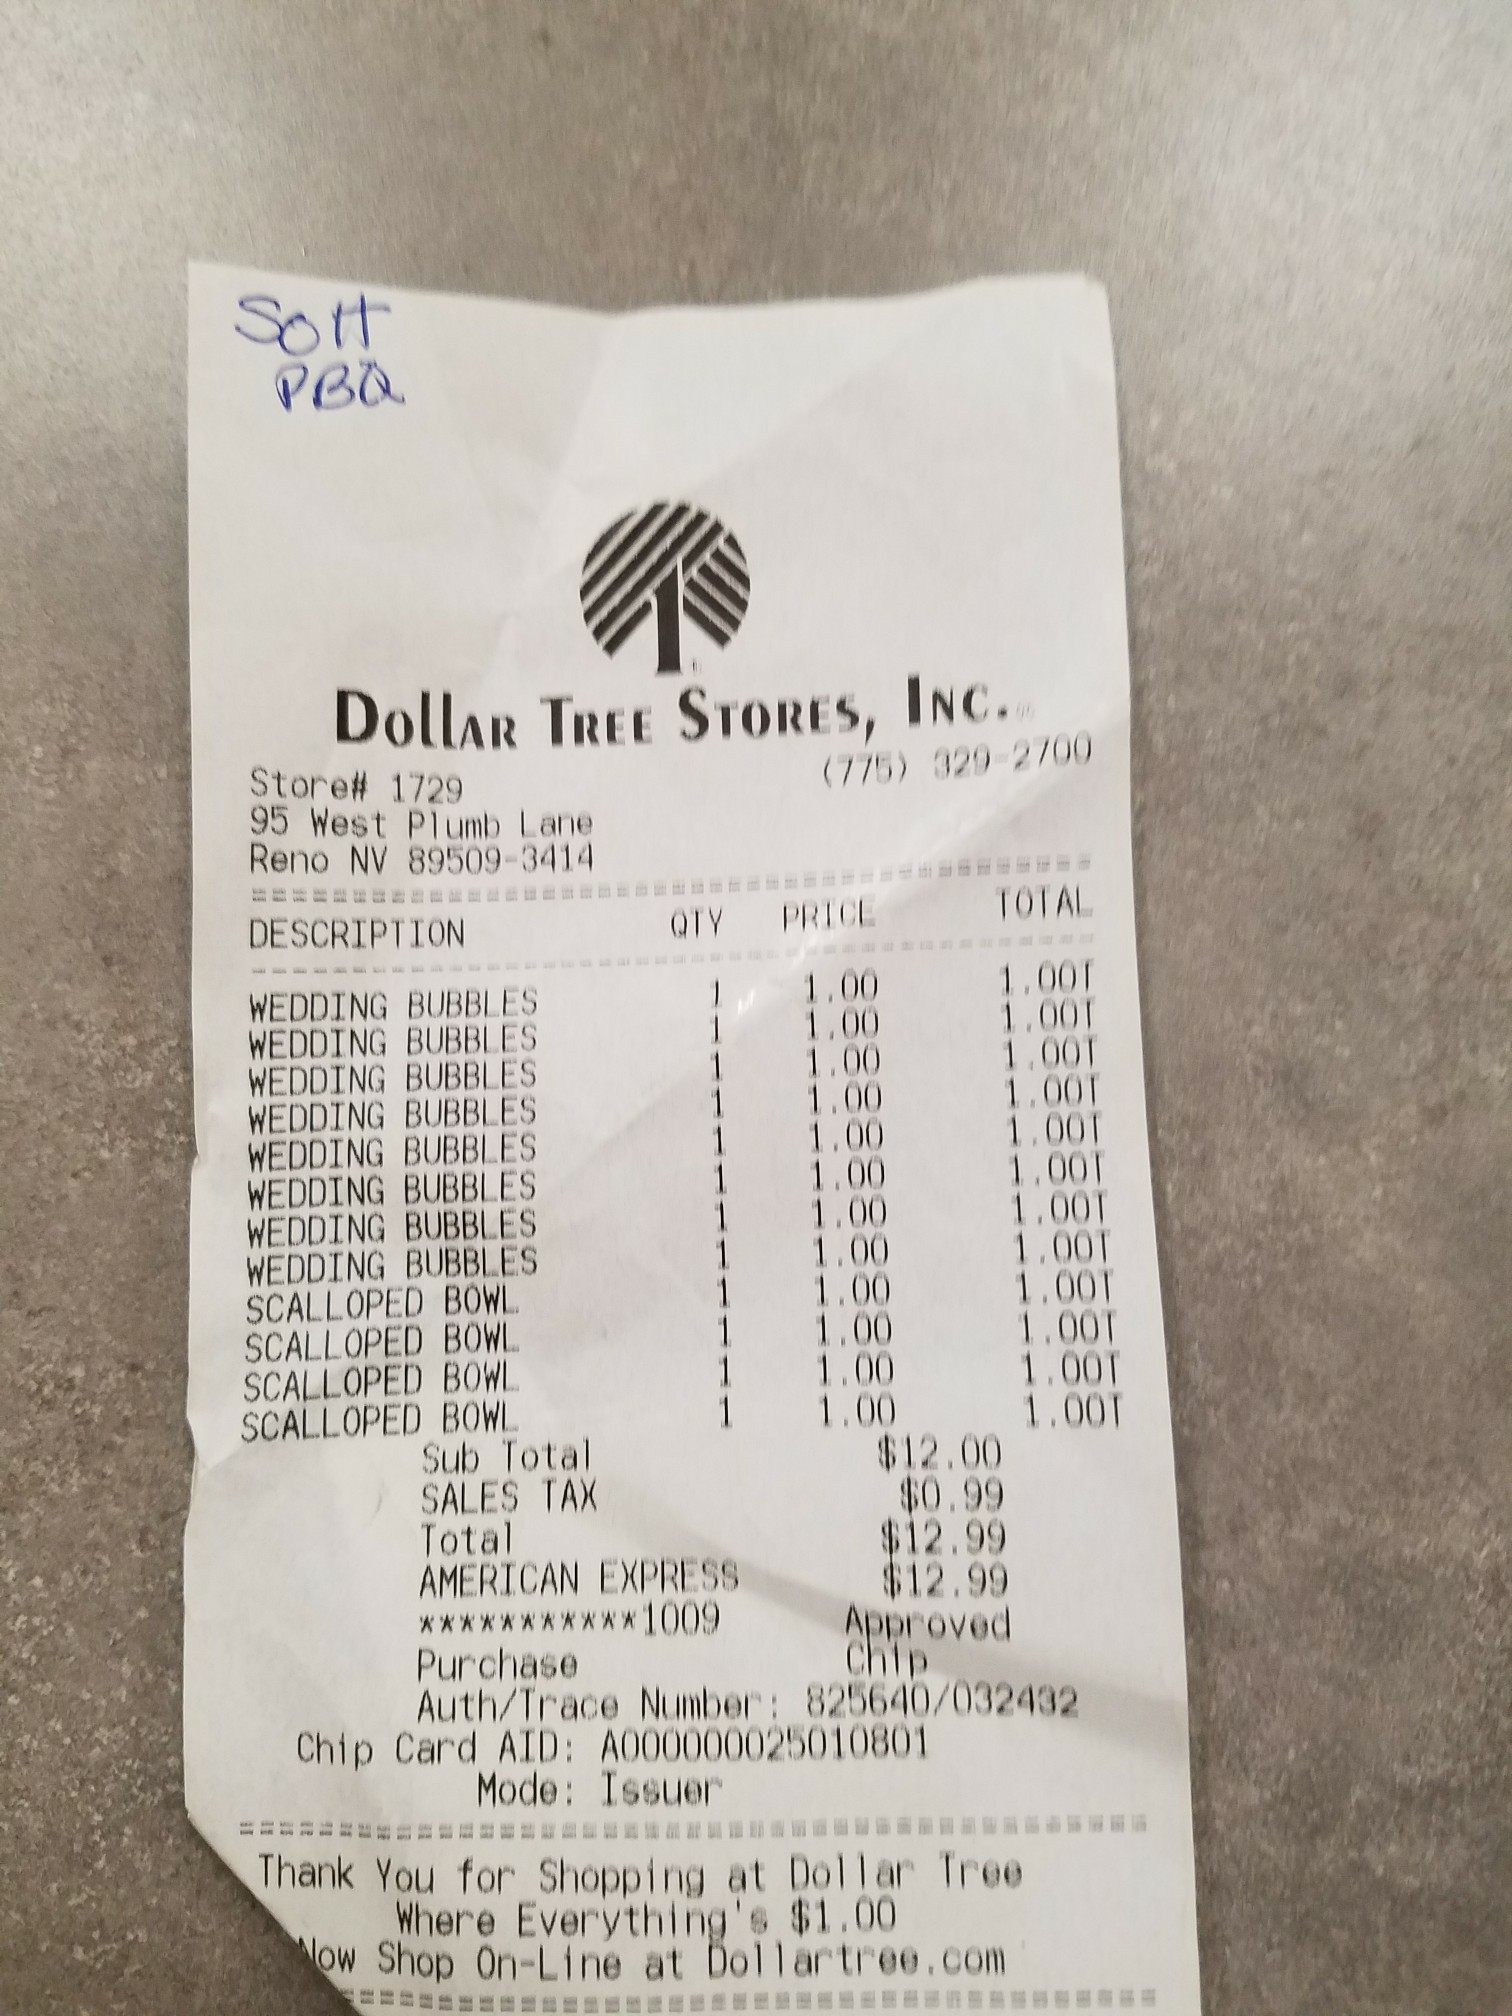 SOH
PBQ
Dollar Tree Stores, Inc.
(775) 329-2700
Store# 1729
95 West Plumb Lane
Reno NV 89509-3414
DESCRIPTION QTY PRICE TOTAL
WEDDING BUBBLES 1 1.00 1.00T
WEDDING BUBBLES 1 1.00 1.00T
WEDDING BUBBLES 1 1.00 1.00T
WEDDING BUBBLES 1 1.00 1.00T
WEDDING BUBBLES 1 1.00 1.00T
WEDDING BUBBLES 1 1.00 1.00T
WEDDING BUBBLES 1 1.00 1.00T
WEDDING BUBBLES 1 1.00 1.00T
SCALLOPED BOWL 1 1.00 1.00T
SCALLOPED BOWL 1 1.00 1.00T
SCALLOPED BOWL 1 1.00 1.00T
SCALLOPED BOWL 1 1.00 1.00T
Sub Total $12.00
SALES TAX $0.99
Total $12.99
AMERICAN EXPRESS $12.99
***********1009 Approved
Purchase Chip
Auth/Trace Number: 825640/032432
Chip Card AID: A000000025010801
Mode: Issuer
Thank You for Shopping at Dollar Tree
Where Everything's $1.00
Now Shop On-Line at Dollartree.com